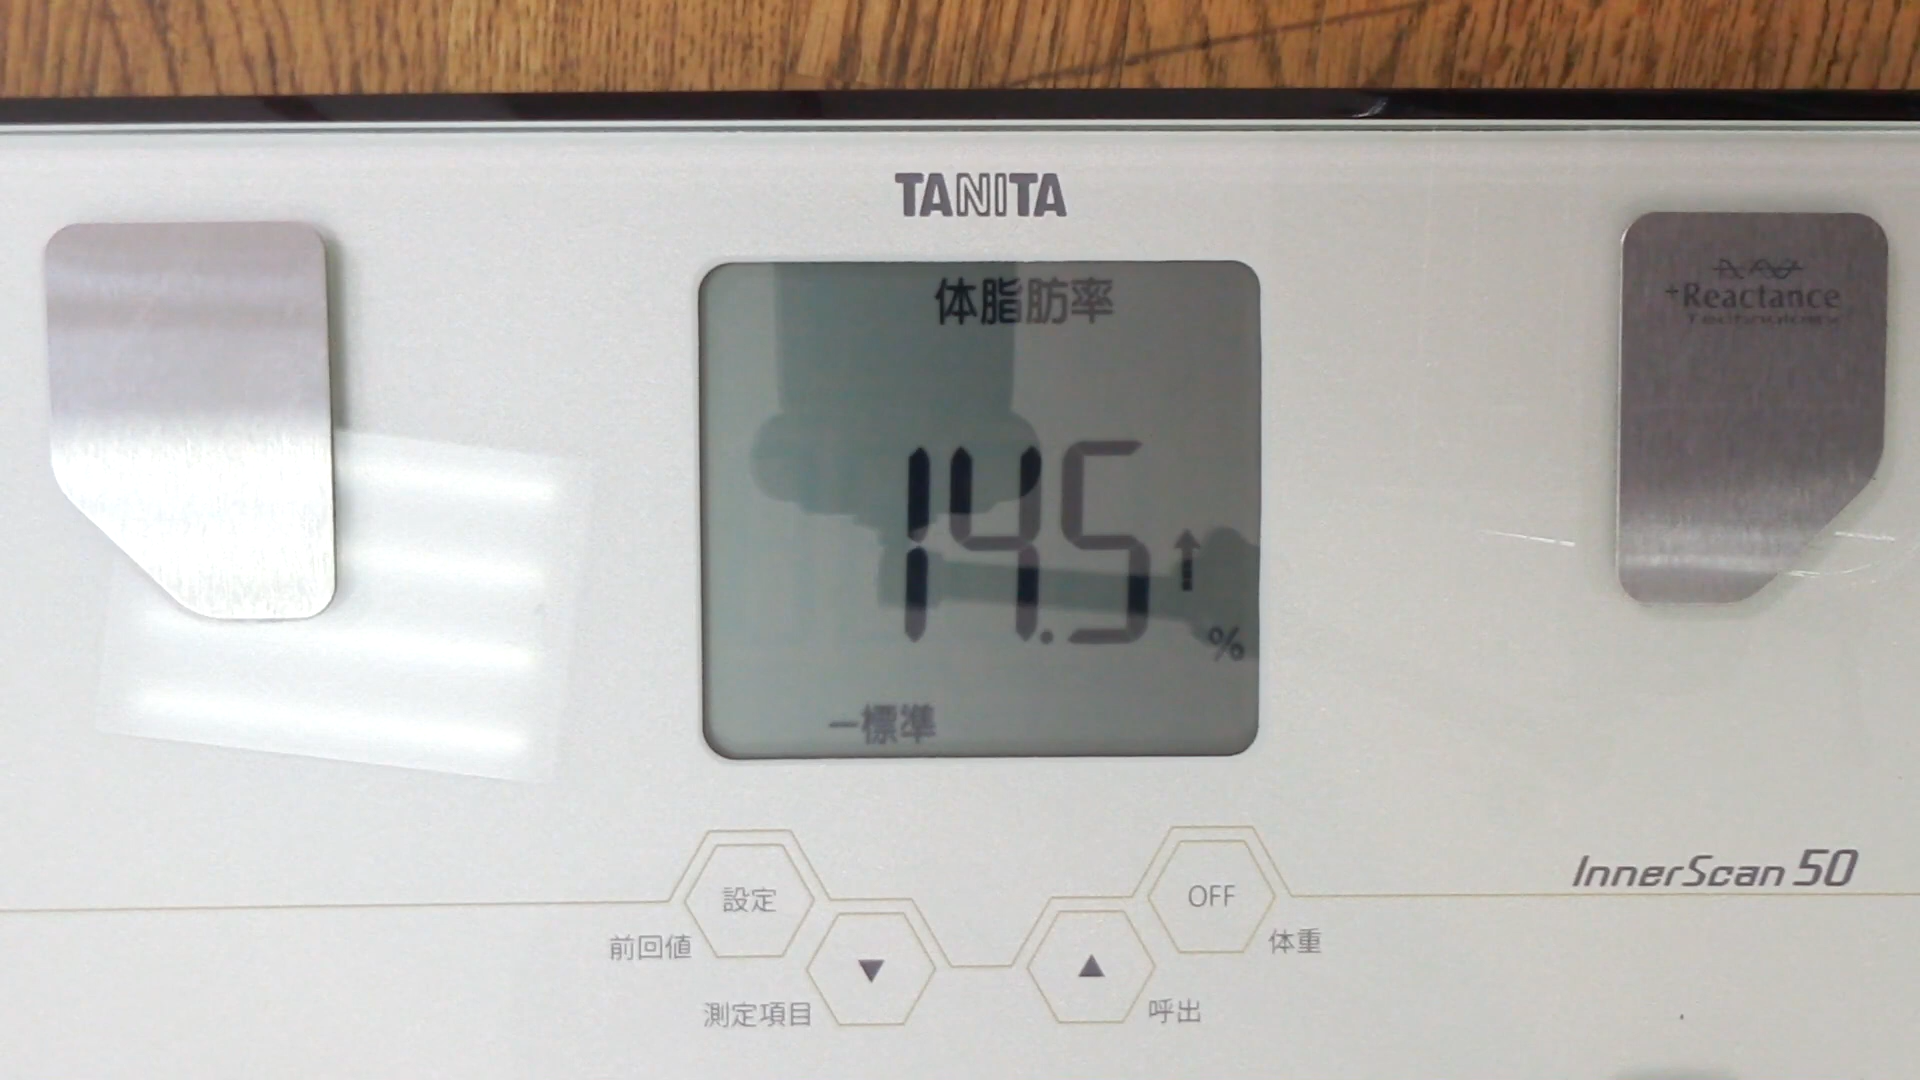 TANITA
+Reactance
Technology
体脂肪率
14.5
%
－標準
InnerScan 50
設定
OFF
前回値
体重
▼
▲
測定項目
呼出